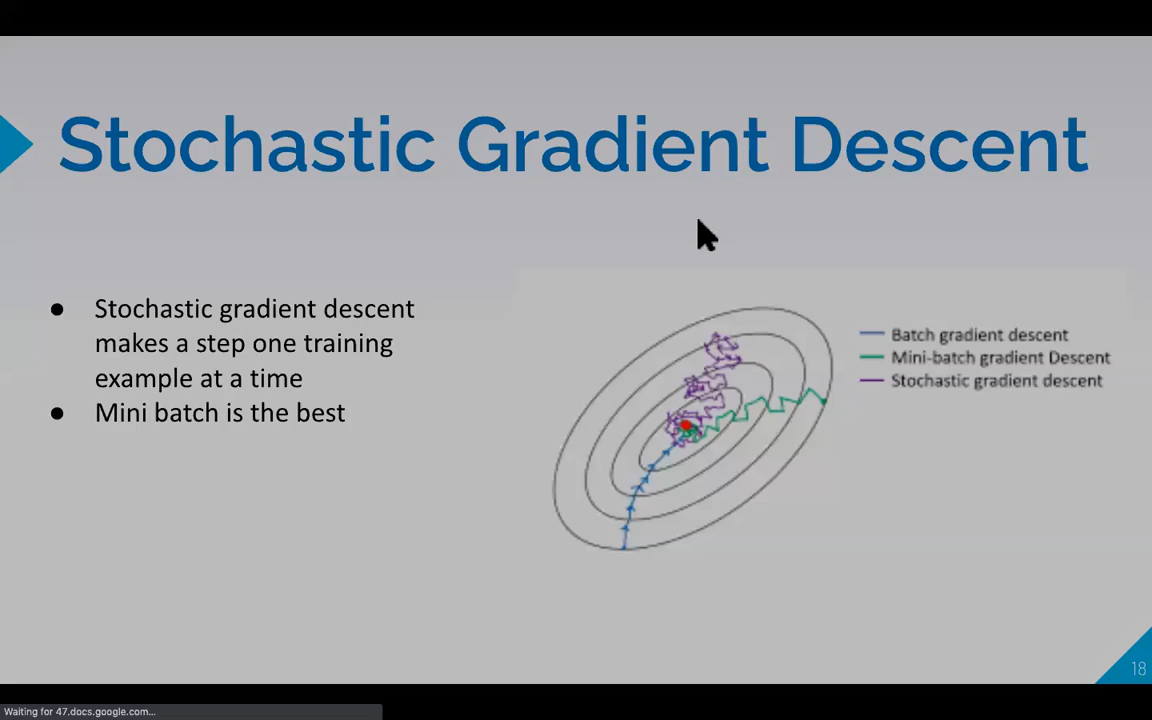 Stochastic Gradient Descent
● Stochastic gradient descent
makes a step one training
example at a time
● Mini batch is the best
Batch gradient descent
Mini-batch gradient Descent
Stochastic gradient descent
18
Waiting for 47.docs.google.com...